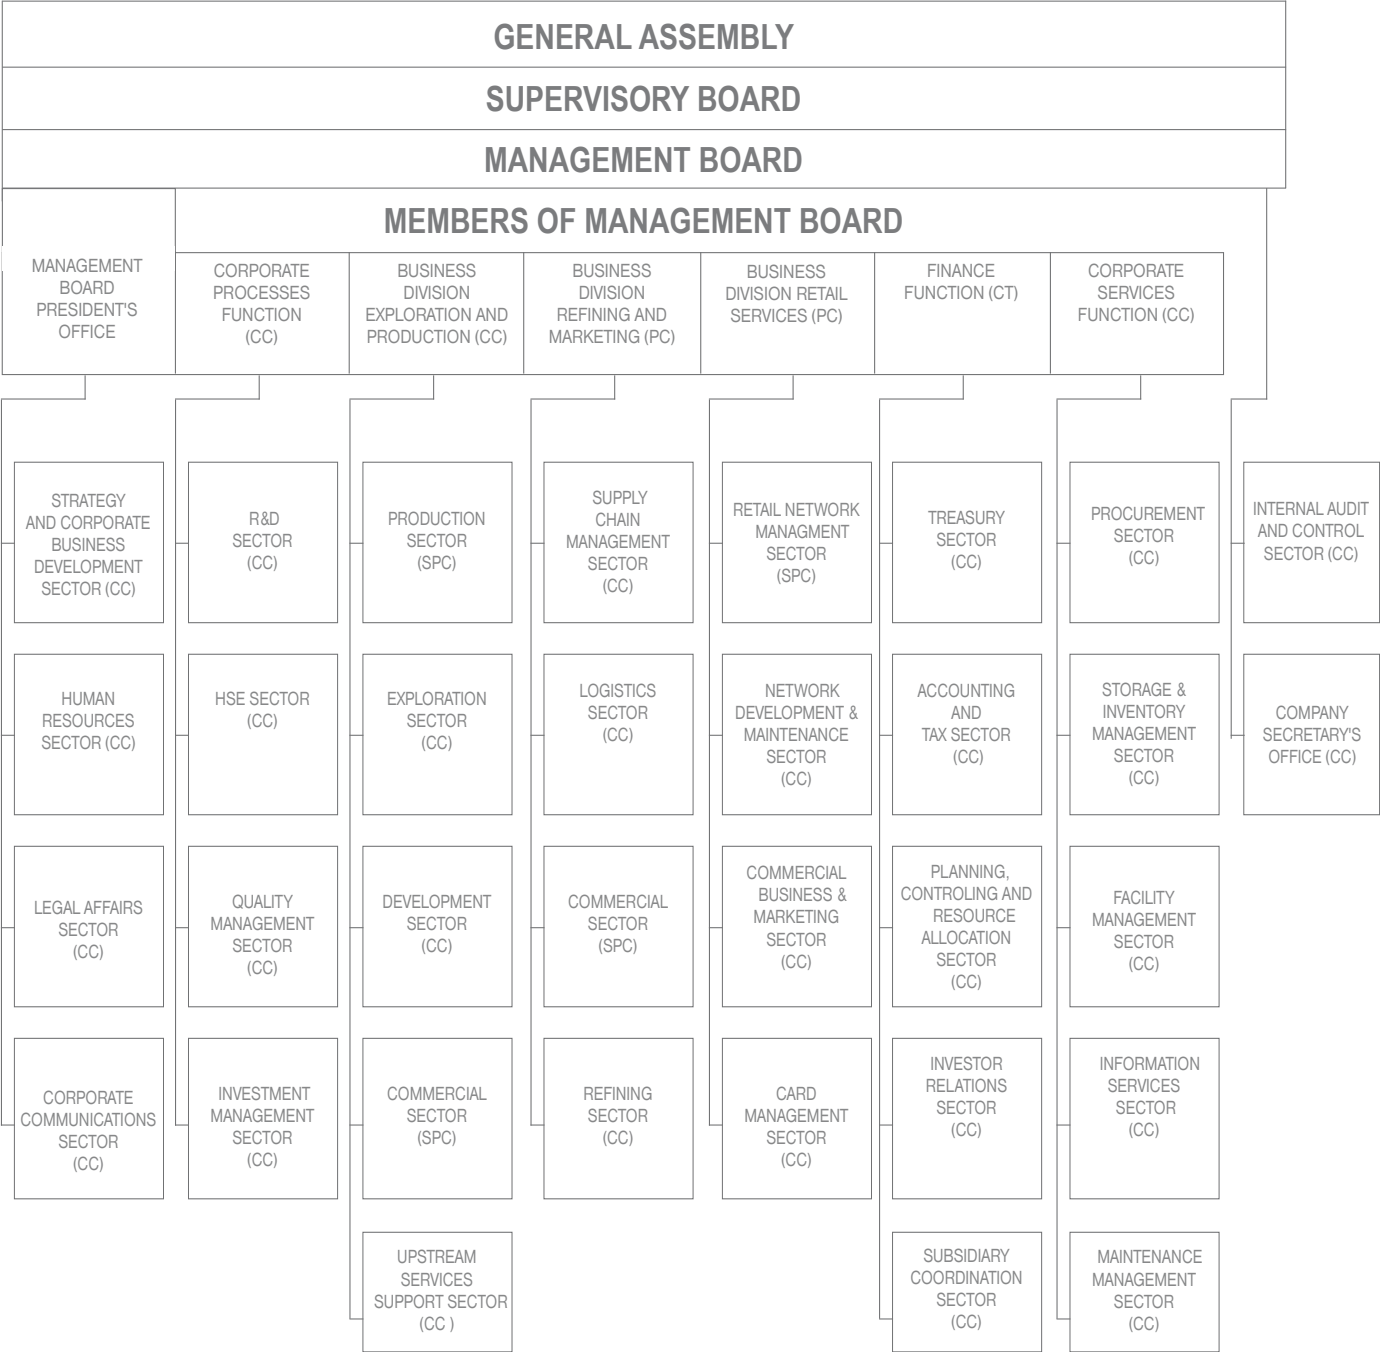 GENERAL ASSEMBLY
SUPERVISORY BOARD
MANAGEMENT BOARD
MEMBERS OF MANAGEMENT BOARD
MANAGEMENT
BOARD
PRESIDENT'S
OFFICE
CORPORATE
PROCESSES
FUNCTION
(CC)
BUSINESS
DIVISION
EXPLORATION AND
PRODUCTION (CC)
BUSINESS
DIVISION
REFINING AND
MARKETING (PC)
BUSINESS
DIVISION RETAIL
SERVICES (PC)
FINANCE
FUNCTION (CT)
CORPORATE
SERVICES
FUNCTION (CC)
STRATEGY
AND CORPORATE
BUSINESS
DEVELOPMENT
SECTOR (CC)
R&D
SECTOR
(CC)
PRODUCTION
SECTOR
(SPC)
SUPPLY
CHAIN
MANAGEMENT
SECTOR
(CC)
RETAIL NETWORK
MANAGMENT
SECTOR
(SPC)
TREASURY
SECTOR
(CC)
PROCUREMENT
SECTOR
(CC)
INTERNAL AUDIT
AND CONTROL
SECTOR (CC)
HUMAN
RESOURCES
SECTOR (CC)
HSE SECTOR
(CC)
EXPLORATION
SECTOR
(CC)
LOGISTICS
SECTOR
(CC)
NETWORK
DEVELOPMENT &
MAINTENANCE
SECTOR
(CC)
ACCOUNTING
AND
TAX SECTOR
(CC)
STORAGE &
INVENTORY
MANAGEMENT
SECTOR
(CC)
COMPANY
SECRETARY'S
OFFICE (CC)
LEGAL AFFAIRS
SECTOR
(CC)
QUALITY
MANAGEMENT
SECTOR
(CC)
DEVELOPMENT
SECTOR
(CC)
COMMERCIAL
SECTOR
(SPC)
COMMERCIAL
BUSINESS &
MARKETING
SECTOR
(CC)
PLANNING,
CONTROLING AND
RESOURCE
ALLOCATION
SECTOR
(CC)
FACILITY
MANAGEMENT
SECTOR
(CC)
CORPORATE
COMMUNICATIONS
SECTOR
(CC)
INVESTMENT
MANAGEMENT
SECTOR
(CC)
COMMERCIAL
SECTOR
(SPC)
REFINING
SECTOR
(CC)
CARD
MANAGEMENT
SECTOR
(CC)
INVESTOR
RELATIONS
SECTOR
(CC)
INFORMATION
SERVICES
SECTOR
(CC)
UPSTREAM
SERVICES
SUPPORT SECTOR
(CC )
SUBSIDIARY
COORDINATION
SECTOR
(CC)
MAINTENANCE
MANAGEMENT
SECTOR
(CC)